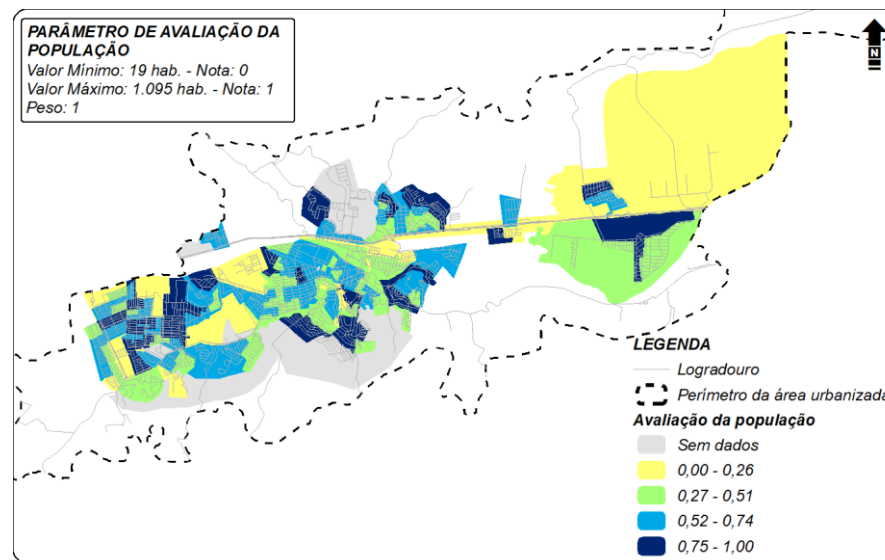 PARÂMETRO DE AVALIAÇÃO DA
POPULAÇÃO
Valor Mínimo: 19 hab. - Nota: 0
Valor Máximo: 1.095 hab. - Nota: 1
Peso: 1
N
LEGENDA
Logradouro
Perímetro da área urbanizada
Avaliação da população
Sem dados
0,00 - 0,26
0,27 - 0,51
0,52 - 0,74
0,75 - 1,00